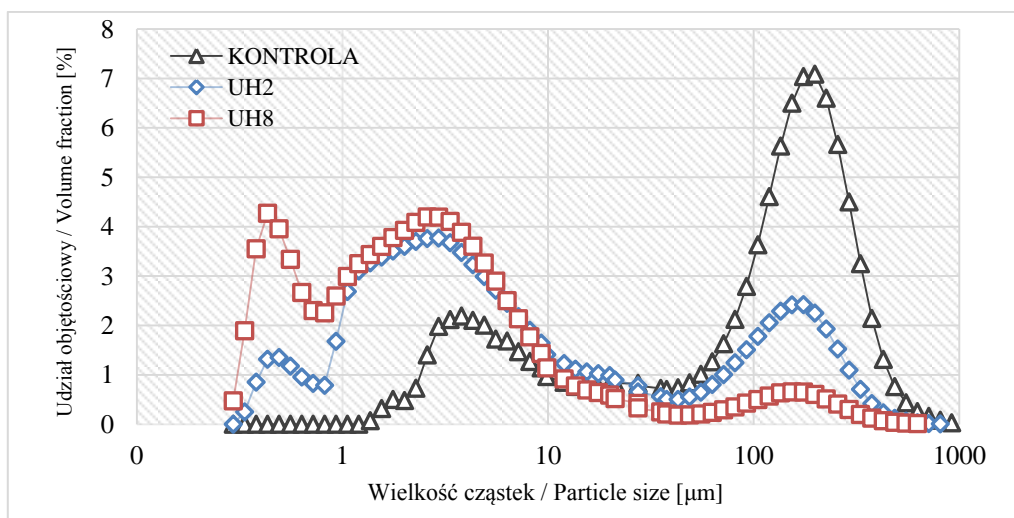 Udział objętościowy / Volume fraction [%]
8
7
6
5
4
3
2
1
0
KONTROLA
UH2
UH8
0 1 10 100 1000
Wielkość cząstek / Particle size [μm]